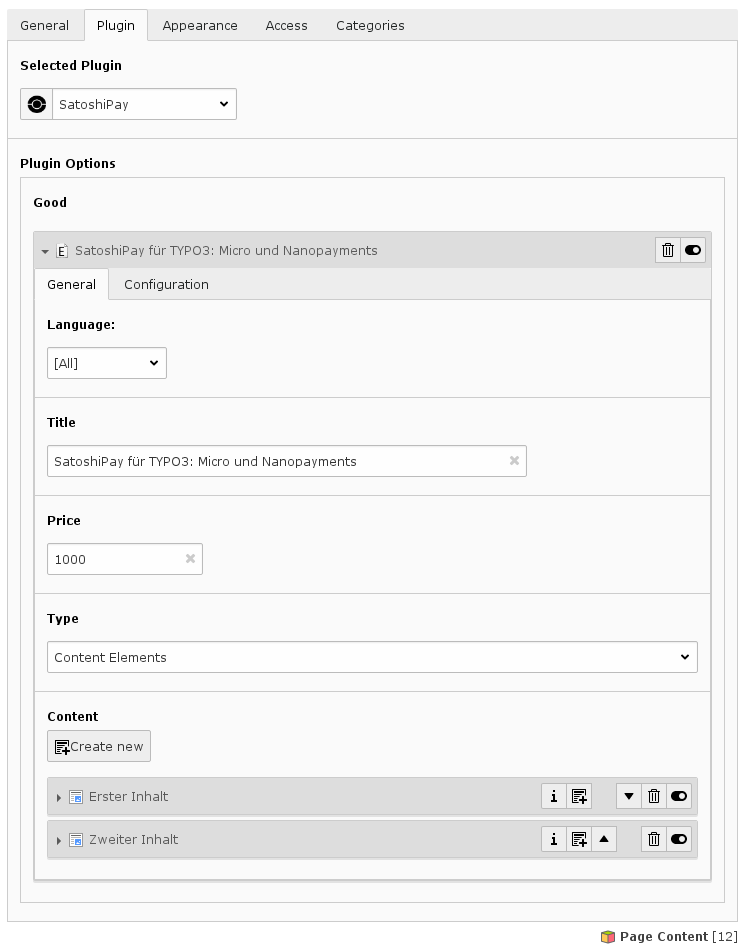 General Plugin Appearance Access Categories
Selected Plugin
SatoshiPay
Plugin Options
Good
SatoshiPay für TYPO3: Micro und Nanopayments
General Configuration
Language:
[All]
Title
SatoshiPay für TYPO3: Micro und Nanopayments
Price
1000
Type
Content Elements
Content
Create new
Erster Inhalt
Zweiter Inhalt
Page Content [12]